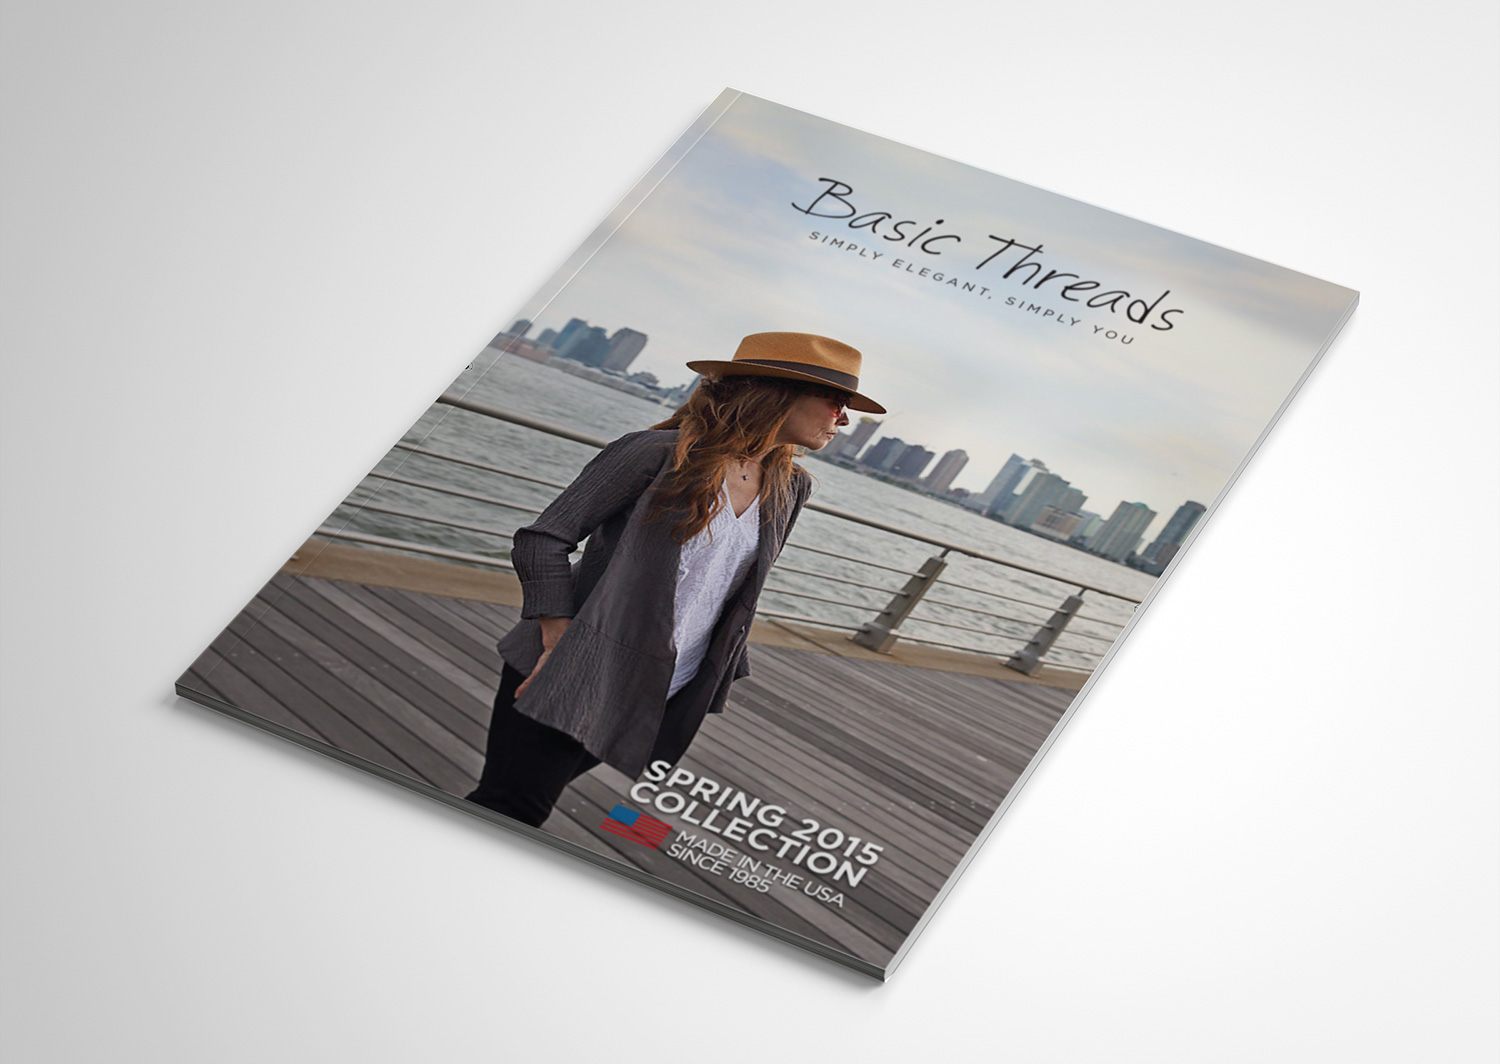 Basic Threads
SIMPLY ELEGANT, SIMPLY YOU
SPRING 2015
COLLECTION
MADE IN THE USA
SINCE 1985